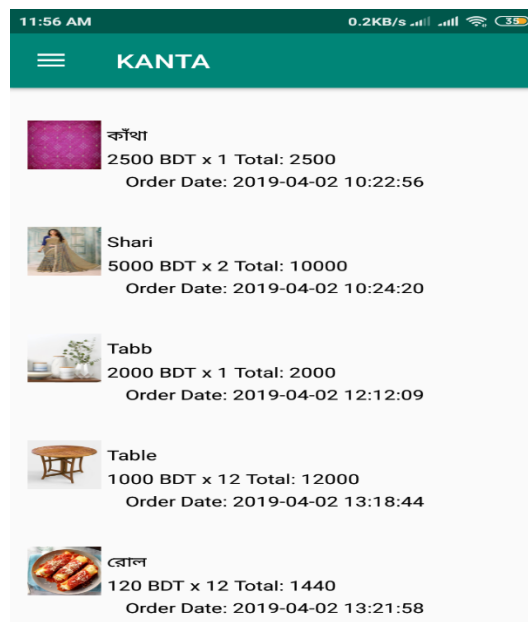 11:56 AM 0.2KB/s 35
KANTA
কাঁথা
2500 BDT x 1 Total: 2500
Order Date: 2019-04-02 10:22:56
Shari
5000 BDT x 2 Total: 10000
Order Date: 2019-04-02 10:24:20
Tabb
2000 BDT x 1 Total: 2000
Order Date: 2019-04-02 12:12:09
Table
1000 BDT x 12 Total: 12000
Order Date: 2019-04-02 13:18:44
রোল
120 BDT x 12 Total: 1440
Order Date: 2019-04-02 13:21:58